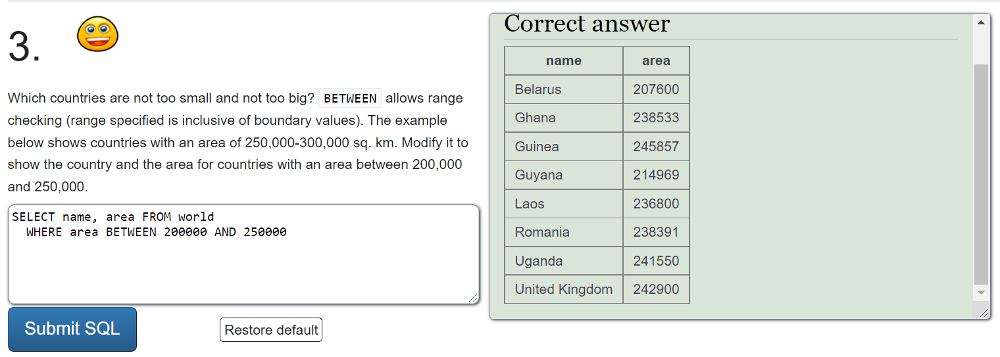 3.
Which countries are not too small and not too big? BETWEEN allows range
checking (range specified is inclusive of boundary values). The example
below shows countries with an area of 250,000-300,000 sq. km. Modify it to
show the country and the area for countries with an area between 200,000
and 250,000.
SELECT name, area FROM world
  WHERE area BETWEEN 200000 AND 250000
Submit SQL
Restore default
Correct answer
name area
Belarus 207600
Ghana 238533
Guinea 245857
Guyana 214969
Laos 236800
Romania 238391
Uganda 241550
United Kingdom 242900